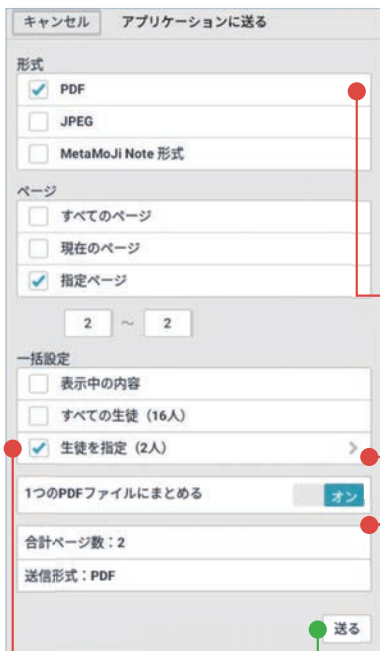 キャンセル アプリケーションに送る
形式
PDF
JPEG
MetaMoJi Note 形式
ページ
すべてのページ
現在のページ
指定ページ
2 ～ 2
一括設定
表示中の内容
すべての生徒（16人）
生徒を指定（2人）
1つのPDFファイルにまとめる オン
合計ページ数：2
送信形式：PDF
送る